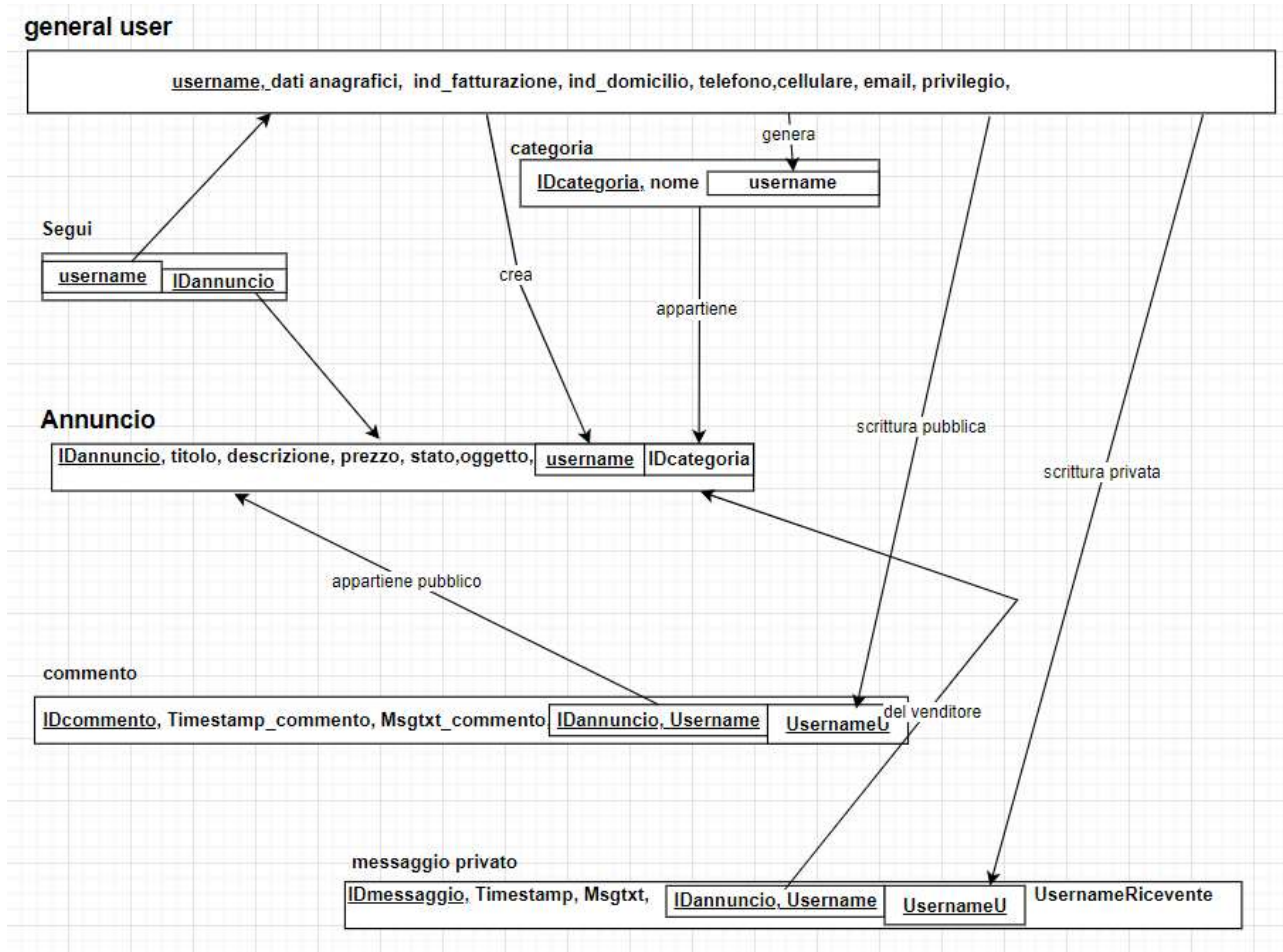 general user
username, dati anagrafici, ind_fatturazione, ind_domicilio, telefono,cellulare, email, privilegio,
genera
categoria
IDcategoria, nome username
Segui
username IDannuncio
crea
appartiene
Annuncio
IDannuncio, titolo, descrizione, prezzo, stato,oggetto, username IDcategoria
scrittura pubblica
scrittura privata
appartiene pubblico
commento
IDcommento, Timestamp_commento, Msgtxt_commento, IDannuncio, Username UsernameU
del venditore
messaggio privato
IDmessaggio, Timestamp, Msgtxt, IDannuncio, Username UsernameU UsernameRicevente